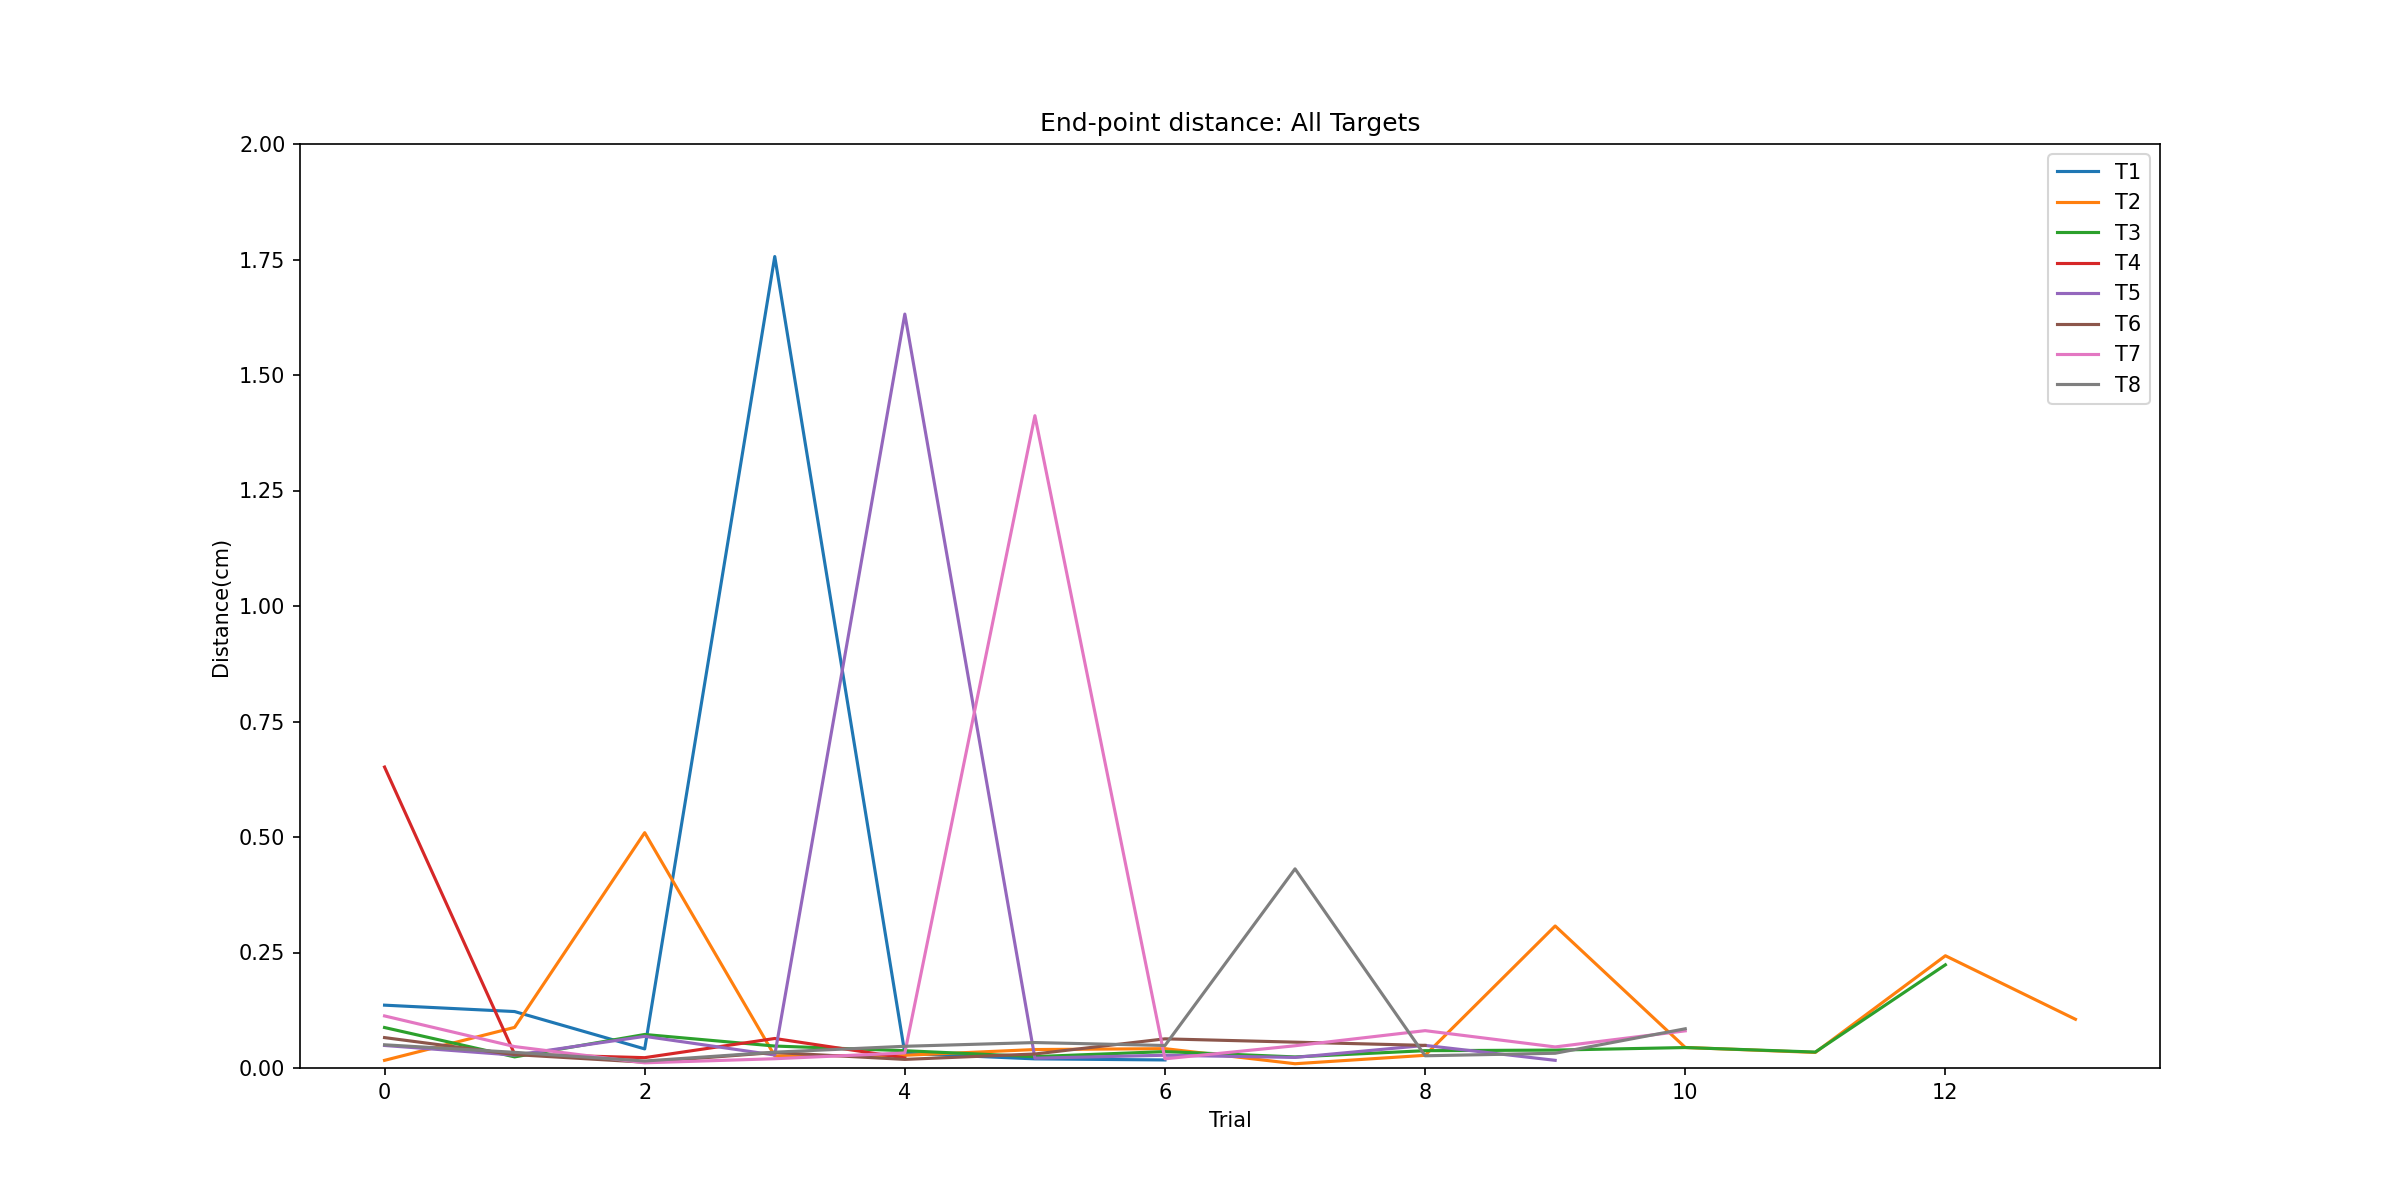 End-point distance: All Targets
2.00
1.75
1.50
1.25
1.00
0.75
0.50
0.25
0.00
Distance(cm)
0 2 4 6 8 10 12
Trial
T1
T2
T3
T4
T5
T6
T7
T8